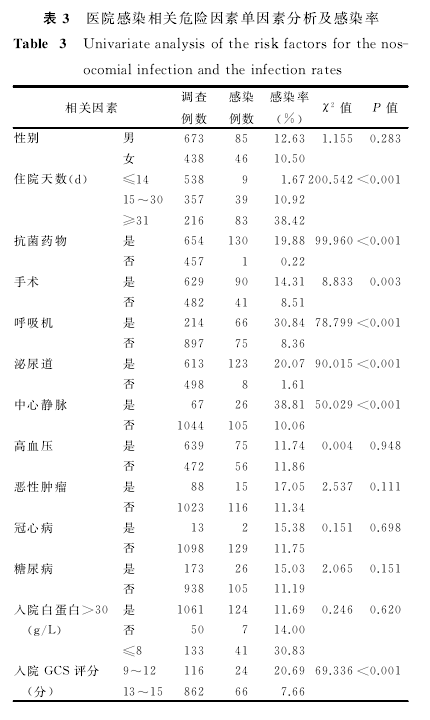 表 3 医院感染相关危险因素单因素分析及感染率
Table 3 Univariate analysis of the risk factors for the nos-
ocomial infection and the infection rates
相关因素 调查例数 感染例数 感染率(%) χ² 值 P 值
性别 男 673 85 12.63 1.155 0.283
女 438 46 10.50
住院天数(d) ≤14 538 9 1.67 200.542 <0.001
15~30 357 39 10.92
≥31 216 83 38.42
抗菌药物 是 654 130 19.88 99.960 <0.001
否 457 1 0.22
手术 是 629 90 14.31 8.833 0.003
否 482 41 8.51
呼吸机 是 214 66 30.84 78.799 <0.001
否 897 75 8.36
泌尿道 是 613 123 20.07 90.015 <0.001
否 498 8 1.61
中心静脉 是 67 26 38.81 50.029 <0.001
否 1044 105 10.06
高血压 是 639 75 11.74 0.004 0.948
否 472 56 11.86
恶性肿瘤 是 88 15 17.05 2.537 0.111
否 1023 116 11.34
冠心病 是 13 2 15.38 0.151 0.698
否 1098 129 11.75
糖尿病 是 173 26 15.03 2.065 0.151
否 938 105 11.19
入院白蛋白>30 是 1061 124 11.69 0.246 0.620
(g/L) 否 50 7 14.00
≤8 133 41 30.83
入院 GCS 评分 9~12 116 24 20.69 69.336 <0.001
(分) 13~15 862 66 7.66